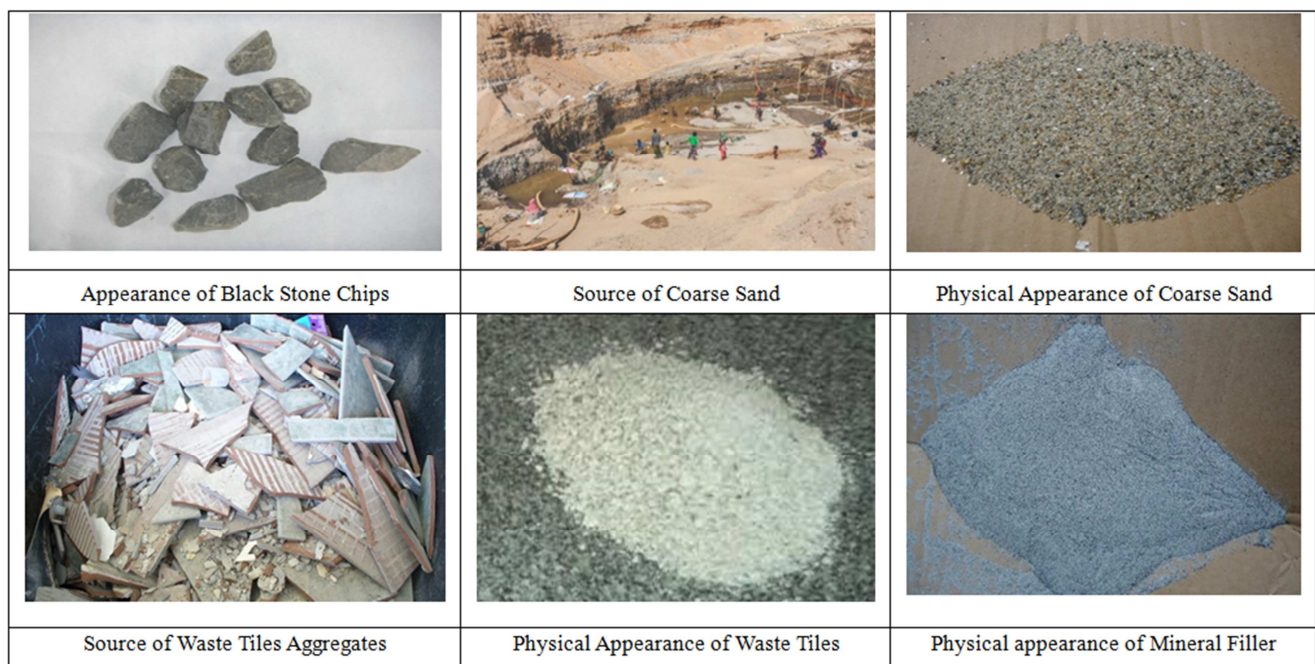 Appearance of Black Stone Chips
Source of Coarse Sand
Physical Appearance of Coarse Sand
Source of Waste Tiles Aggregates
Physical Appearance of Waste Tiles
Physical appearance of Mineral Filler